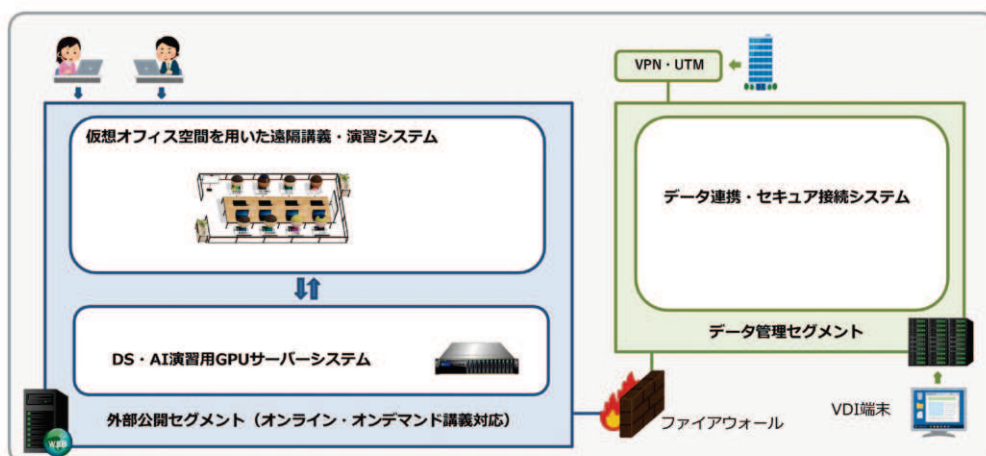 仮想オフィス空間を用いた遠隔講義・演習システム
DS・AI演習用GPUサーバーシステム
外部公開セグメント（オンライン・オンデマンド講義対応）
WEB
VPN・UTM
データ連携・セキュア接続システム
データ管理セグメント
ファイアウォール
VDI端末